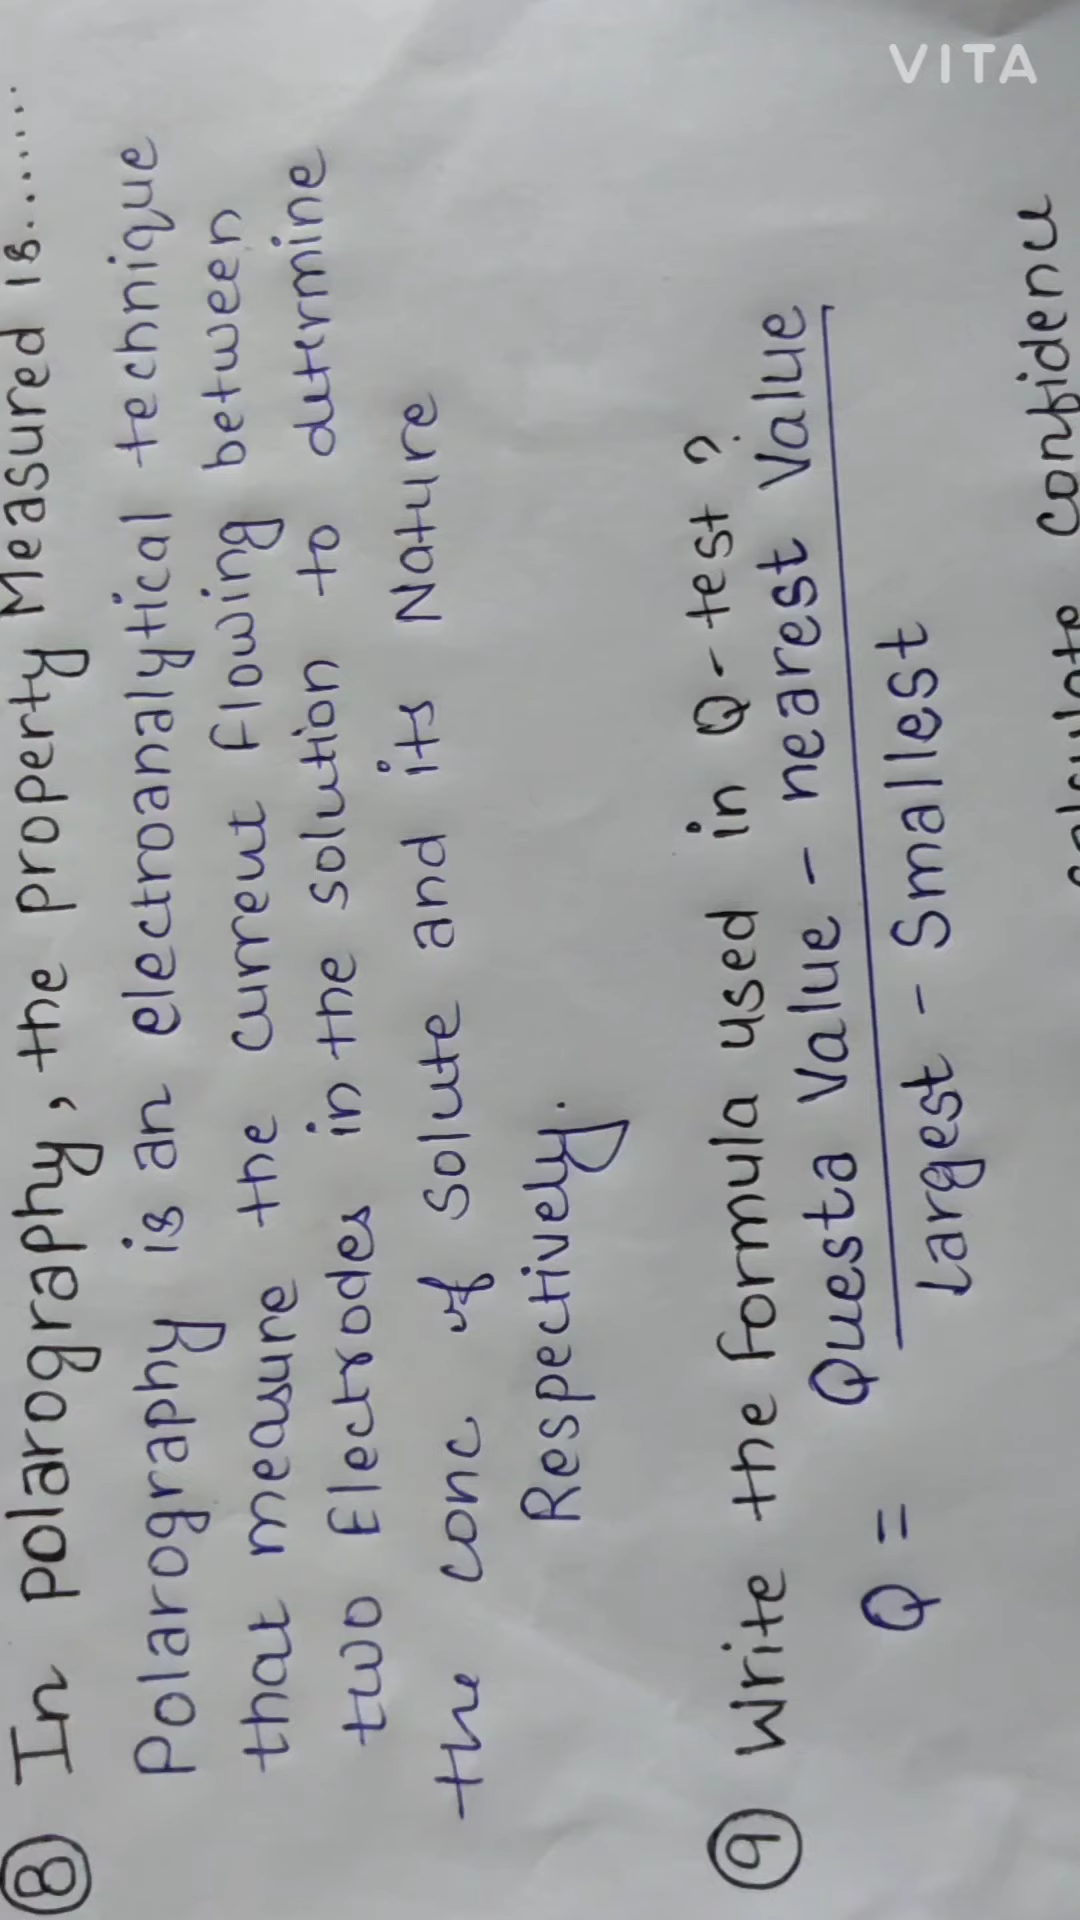 VITA
⑧ In Polarography, the property Measured is.......
Polarography is an electroanalytical technique
that measure the current flowing between
two Electrodes in the solution to determine
the conc of solute and its Nature
Respectively.
⑨ Write the formula used in Q-test?
Q = Questa Value - nearest Value
Largest - Smallest
confidence